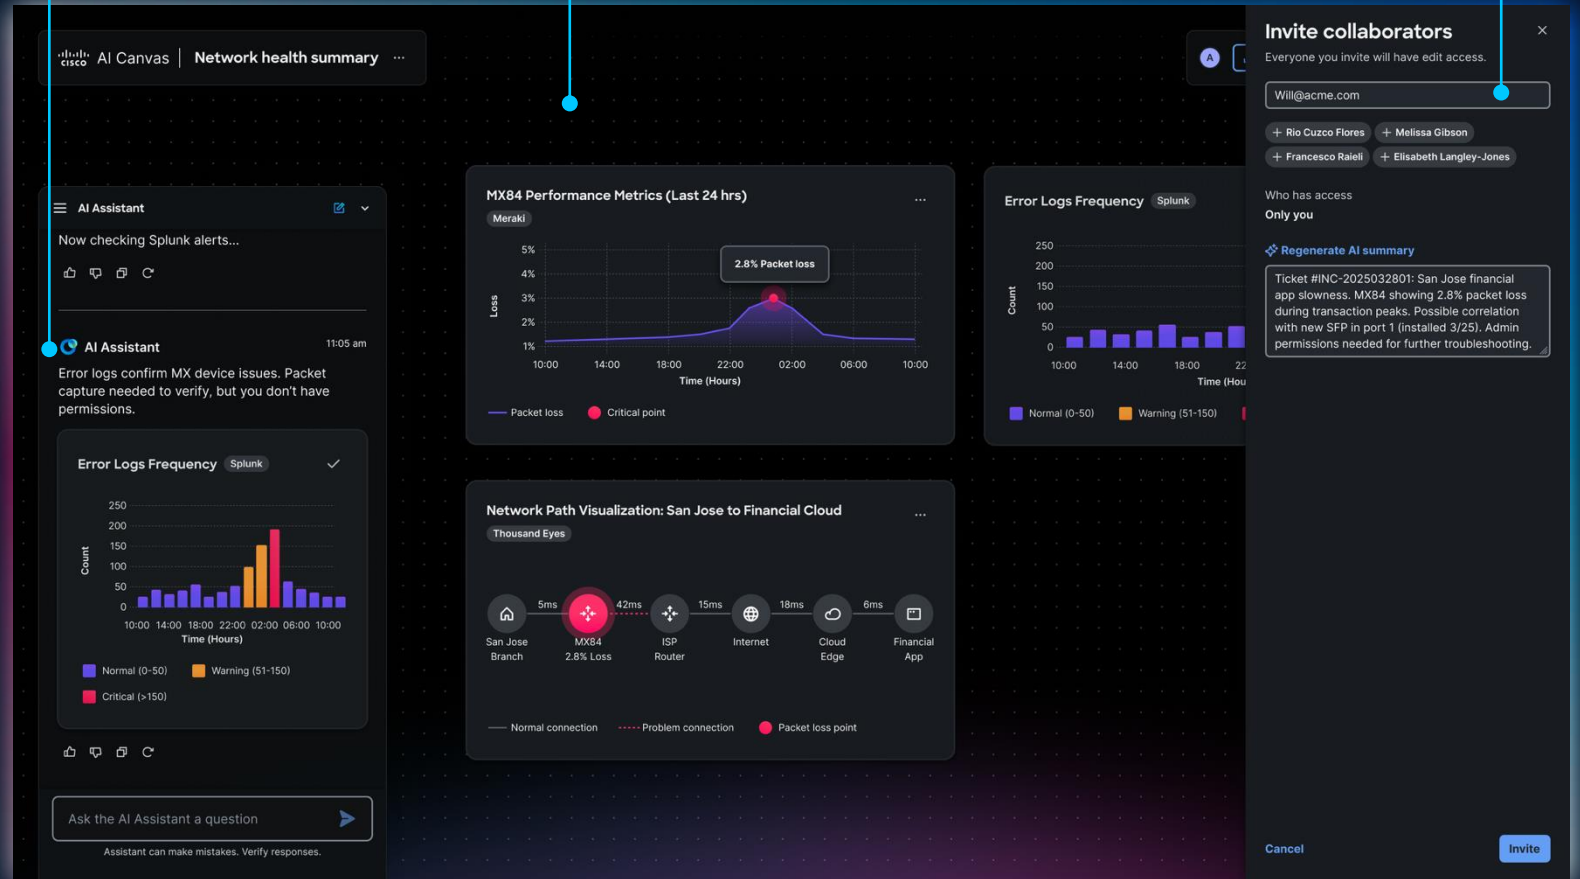 CISCO AI Canvas | Network health summary ...
A
AI Assistant
Now checking Splunk alerts...
AI Assistant
11:05 am
Error logs confirm MX device issues. Packet
capture needed to verify, but you don't have
permissions.
Error Logs Frequency Splunk
250
200
150
100
50
0
Count
10:00 14:00 18:00 22:00 02:00 06:00 10:00
Time (Hours)
Normal (0-50)
Warning (51-150)
Critical (>150)
Ask the AI Assistant a question
Assistant can make mistakes. Verify responses.
MX84 Performance Metrics (Last 24 hrs)
...
Meraki
5%
4%
3%
2%
1%
Loss
2.8% Packet loss
10:00 14:00 18:00 22:00 02:00 06:00 10:00
Time (Hours)
Packet loss
Critical point
Network Path Visualization: San Jose to Financial Cloud
...
Thousand Eyes
5ms 42ms 15ms 18ms 6ms
San Jose
Branch
MX84
2.8% Loss
ISP
Router
Internet
Cloud
Edge
Financial
App
Normal connection
Problem connection
Packet loss point
Error Logs Frequency Splunk
250
200
150
100
50
0
Count
10:00 14:00 18:00 22
Time (Hou
Normal (0-50)
Warning (51-150)
Invite collaborators
Everyone you invite will have edit access.
Will@acme.com
+ Rio Cuzco Flores + Melissa Gibson
+ Francesco Raieli + Elisabeth Langley-Jones
Who has access
Only you
Regenerate AI summary
Ticket #INC-2025032801: San Jose financial
app slowness. MX84 showing 2.8% packet loss
during transaction peaks. Possible correlation
with new SFP in port 1 (installed 3/25). Admin
permissions needed for further troubleshooting.
Cancel
Invite